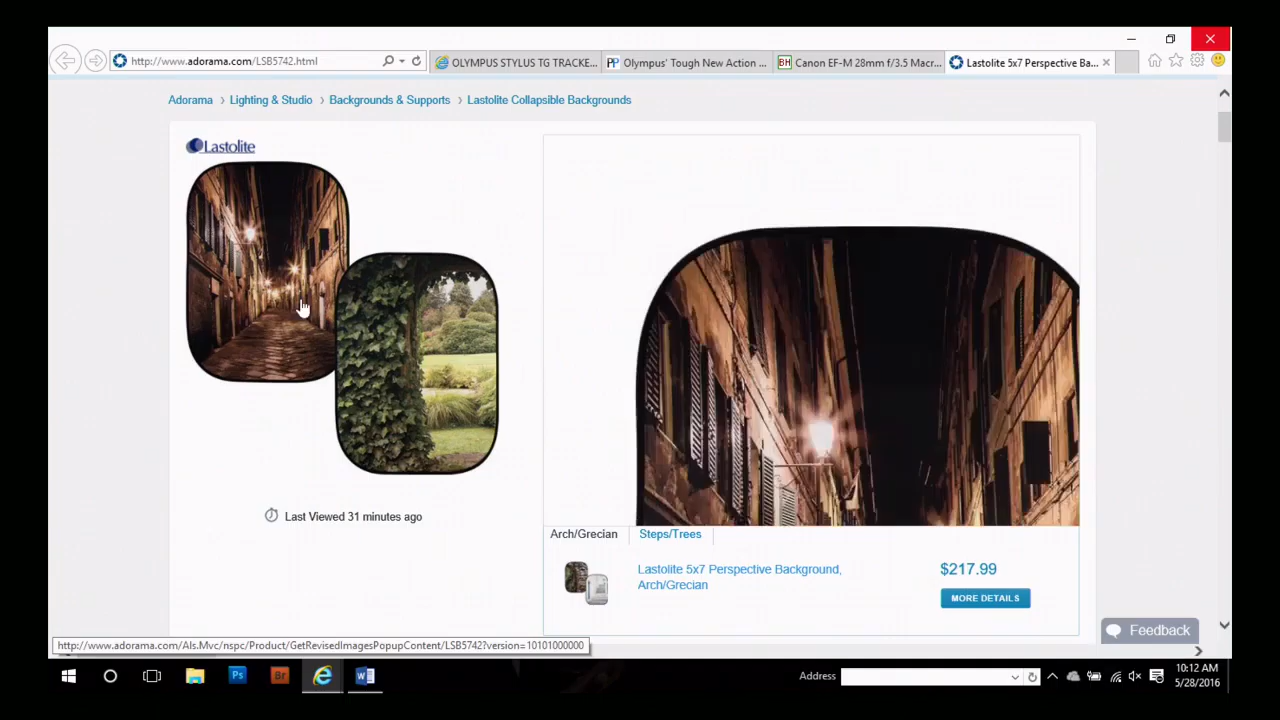 http://www.adorama.com/LSB5742.html
OLYMPUS STYLUS TG TRACKE...
Olympus' Tough New Action ...
BH Canon EF-M 28mm f/3.5 Macr...
Lastolite 5x7 Perspective Ba...
Adorama > Lighting & Studio > Backgrounds & Supports > Lastolite Collapsible Backgrounds
Lastolite
Last Viewed 31 minutes ago
Arch/Grecian
Steps/Trees
Lastolite 5x7 Perspective Background,
Arch/Grecian
$217.99
MORE DETAILS
Feedback
http://www.adorama.com/Als.Mvc/nspc/Product/GetRevisedImagesPopupContent/LSB5742?version=10101000000
Ps
Br
Address
10:12 AM
5/28/2016